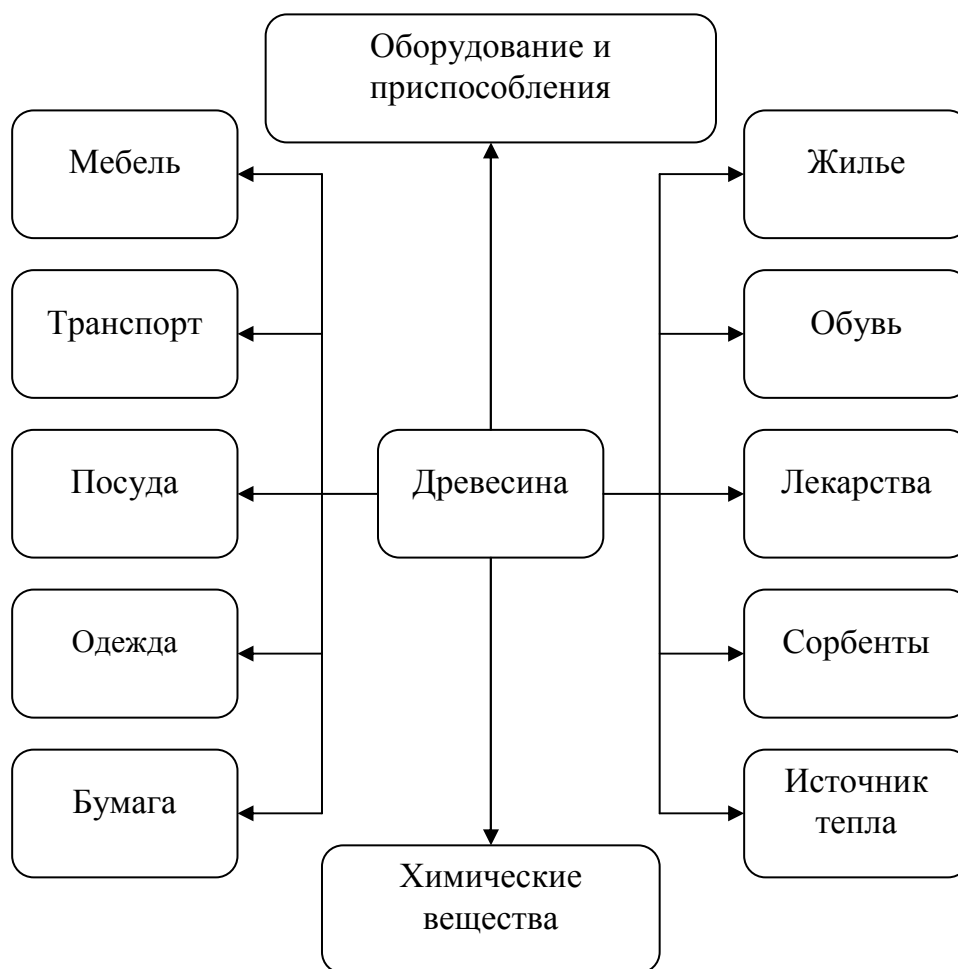 Оборудование и
приспособления
Мебель
Жилье
Транспорт
Обувь
Посуда
Древесина
Лекарства
Одежда
Сорбенты
Бумага
Источник
тепла
Химические
вещества